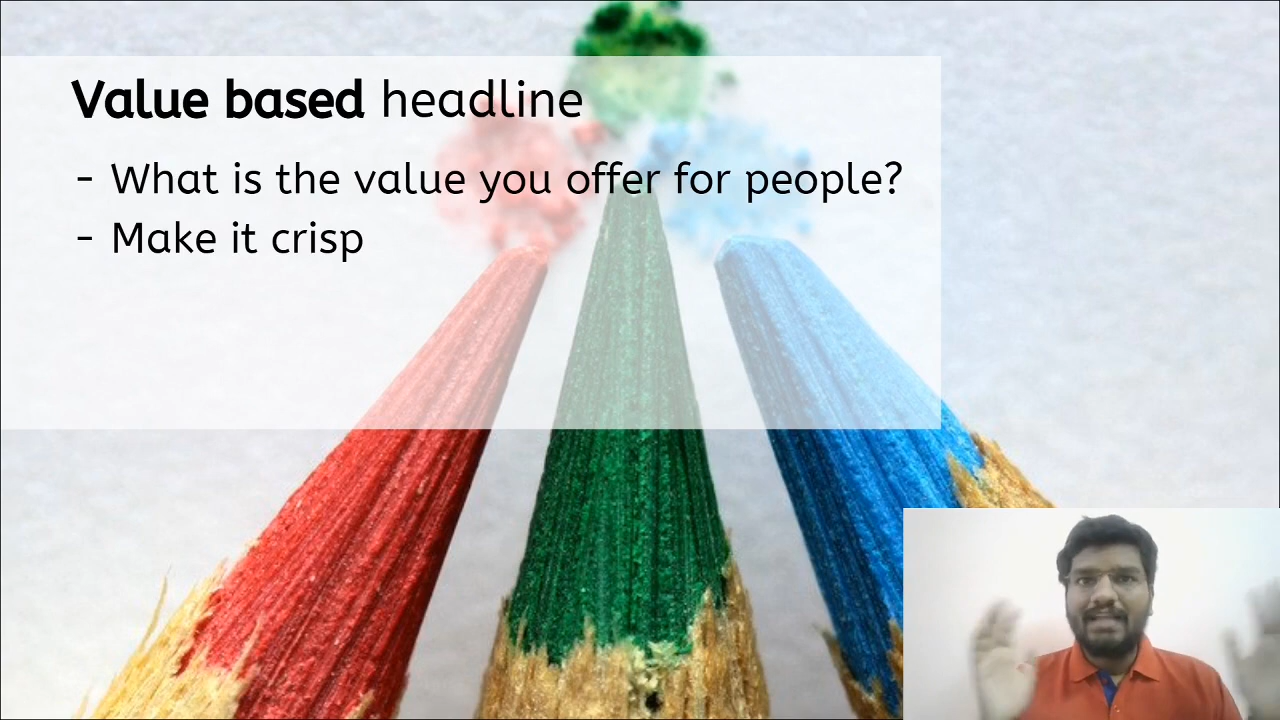 Value based headline
- What is the value you offer for people?
- Make it crisp